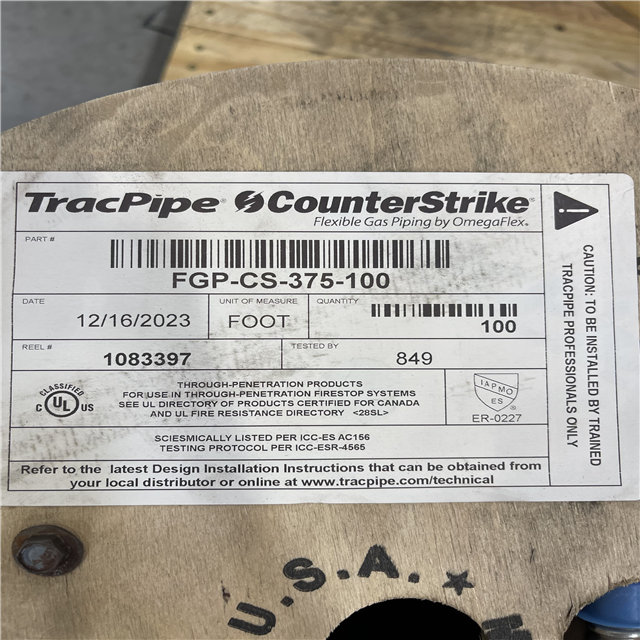 TracPipe CounterStrike
Flexible Gas Piping by OmegaFlex
PART #
FGP-CS-375-100
DATE
12/16/2023
UNIT OF MEASURE
FOOT
QUANTITY
100
REEL #
1083397
TESTED BY
849
CLASSIFIED
C UL US
THROUGH-PENETRATION PRODUCTS
FOR USE IN THROUGH-PENETRATION FIRESTOP SYSTEMS
SEE UL DIRECTORY OF PRODUCTS CERTIFIED FOR CANADA
AND UL FIRE RESISTANCE DIRECTORY <28SL>
IAPMO
ES
ER-0227
SCIESMICALLY LISTED PER ICC-ES AC156
TESTING PROTOCOL PER ICC-ESR-4565
Refer to the latest Design Installation Instructions that can be obtained from
your local distributor or online at www.tracpipe.com/technical
CAUTION: TO BE INSTALLED BY TRAINED
TRACPIPE PROFESSIONALS ONLY
U.S.A.